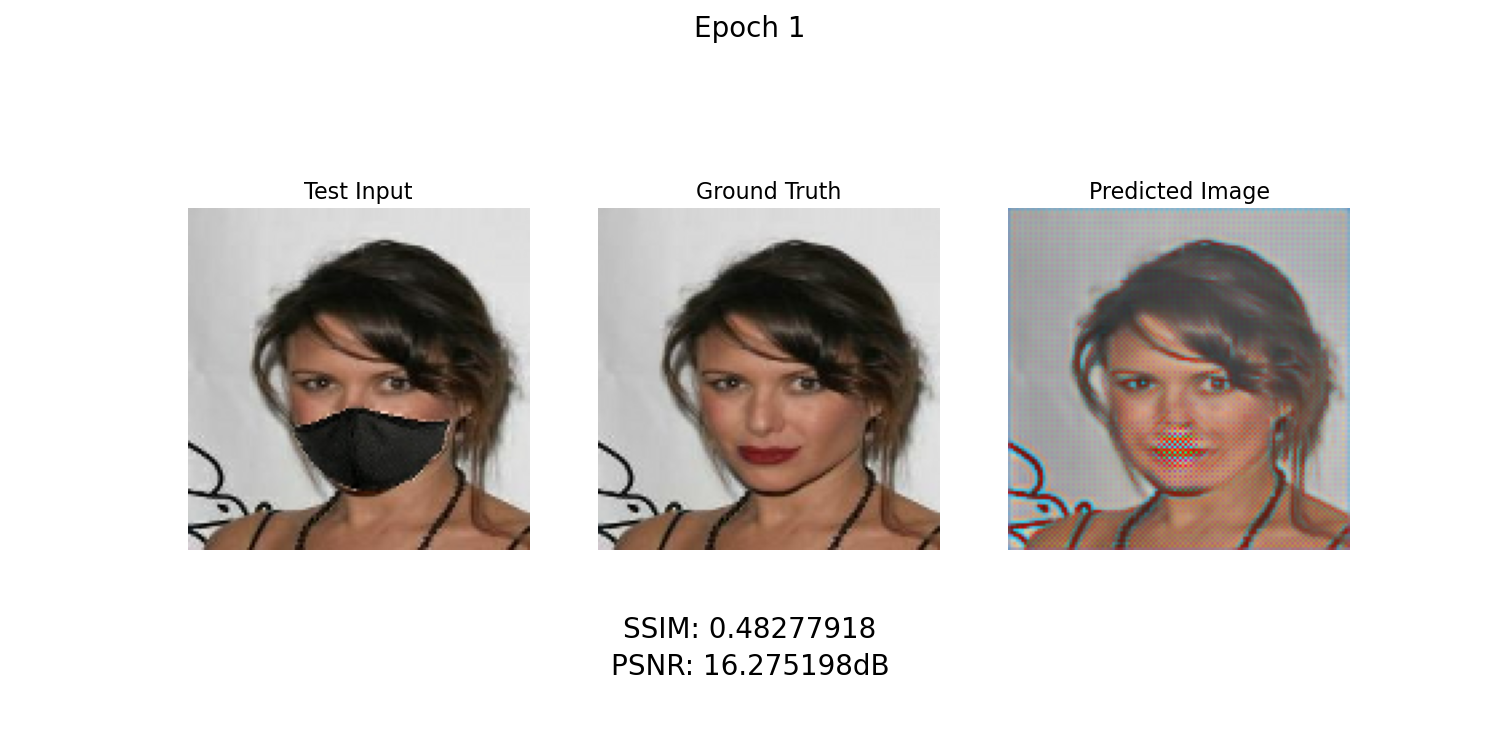 Epoch 1
Test Input
Ground Truth
Predicted Image
SSIM: 0.48277918
PSNR: 16.275198dB